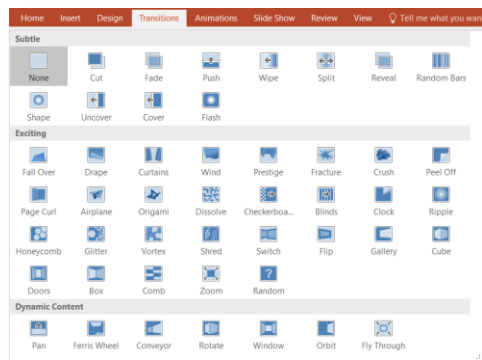 Home Insert Design Transitions Animations Slide Show Review View Tell me what you wan
Subtle
None Cut Fade Push Wipe Split Reveal Random Bars
Shape Uncover Cover Flash
Exciting
Fall Over Drape Curtains Wind Prestige Fracture Crush Peel Off
Page Curl Airplane Origami Dissolve Checkerboa... Blinds Clock Ripple
Honeycomb Glitter Vortex Shred Switch Flip Gallery Cube
Doors Box Comb Zoom Random
Dynamic Content
Pan Ferris Wheel Conveyor Rotate Window Orbit Fly Through